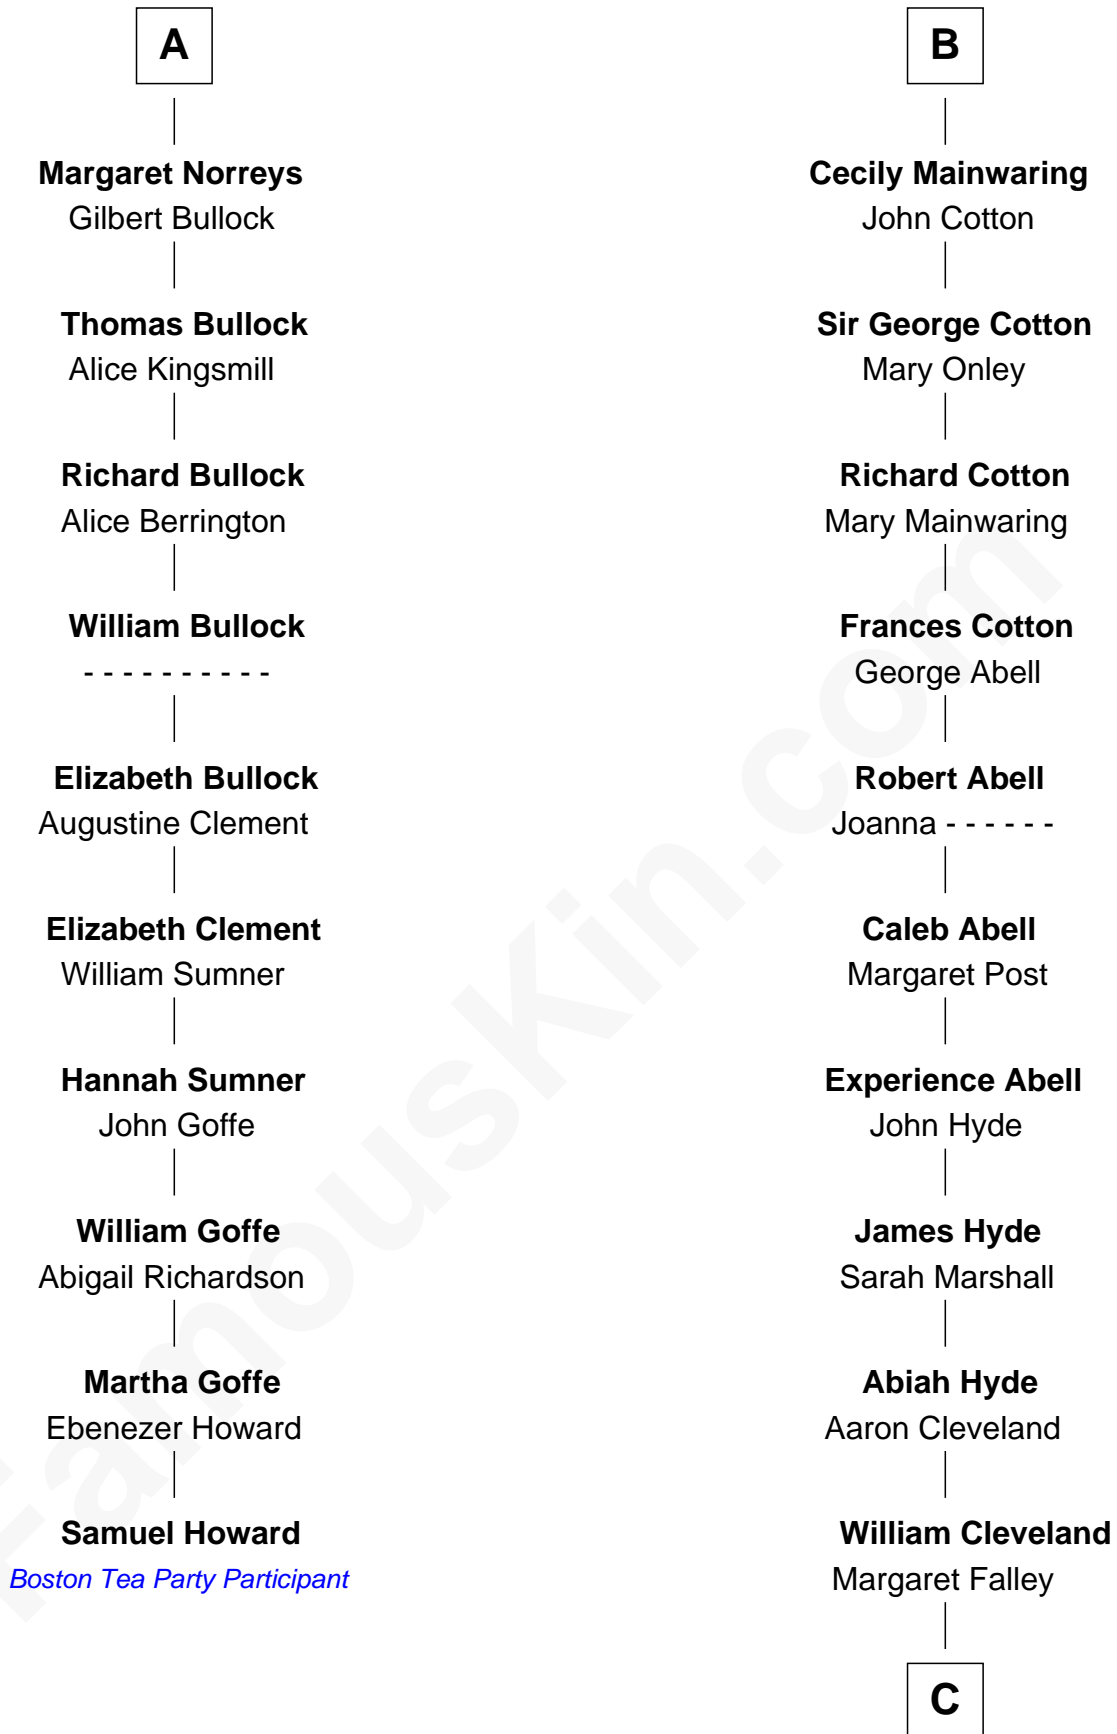 A
Margaret Norreys
Gilbert Bullock
Thomas Bullock
Alice Kingsmill
Richard Bullock
Alice Berrington
William Bullock
- - - - - - - - - -
Elizabeth Bullock
Augustine Clement
Elizabeth Clement
William Sumner
Hannah Sumner
John Goffe
William Goffe
Abigail Richardson
Martha Goffe
Ebenezer Howard
Samuel Howard
Boston Tea Party Participant
B
Cecily Mainwaring
John Cotton
Sir George Cotton
Mary Onley
Richard Cotton
Mary Mainwaring
Frances Cotton
George Abell
Robert Abell
Joanna - - - - - -
Caleb Abell
Margaret Post
Experience Abell
John Hyde
James Hyde
Sarah Marshall
Abiah Hyde
Aaron Cleveland
William Cleveland
Margaret Falley
C
FamousKin.com